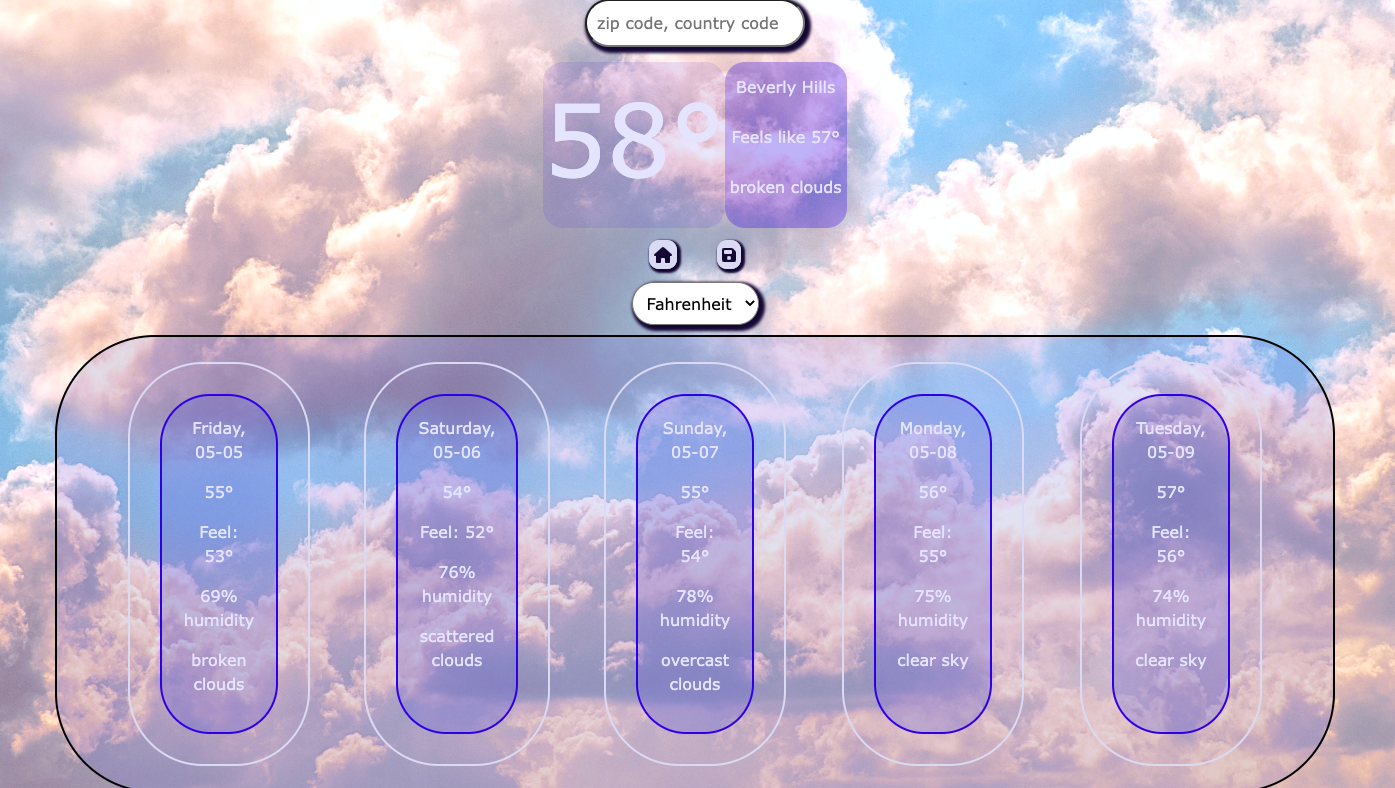 zip code, country code
58°
Beverly Hills
Feels like 57°
broken clouds
Fahrenheit
Friday,
05-05
55°
Feel:
53°
69%
humidity
broken
clouds
Saturday,
05-06
54°
Feel: 52°
76%
humidity
scattered
clouds
Sunday,
05-07
55°
Feel:
54°
78%
humidity
overcast
clouds
Monday,
05-08
56°
Feel:
55°
75%
humidity
clear sky
Tuesday,
05-09
57°
Feel:
56°
74%
humidity
clear sky